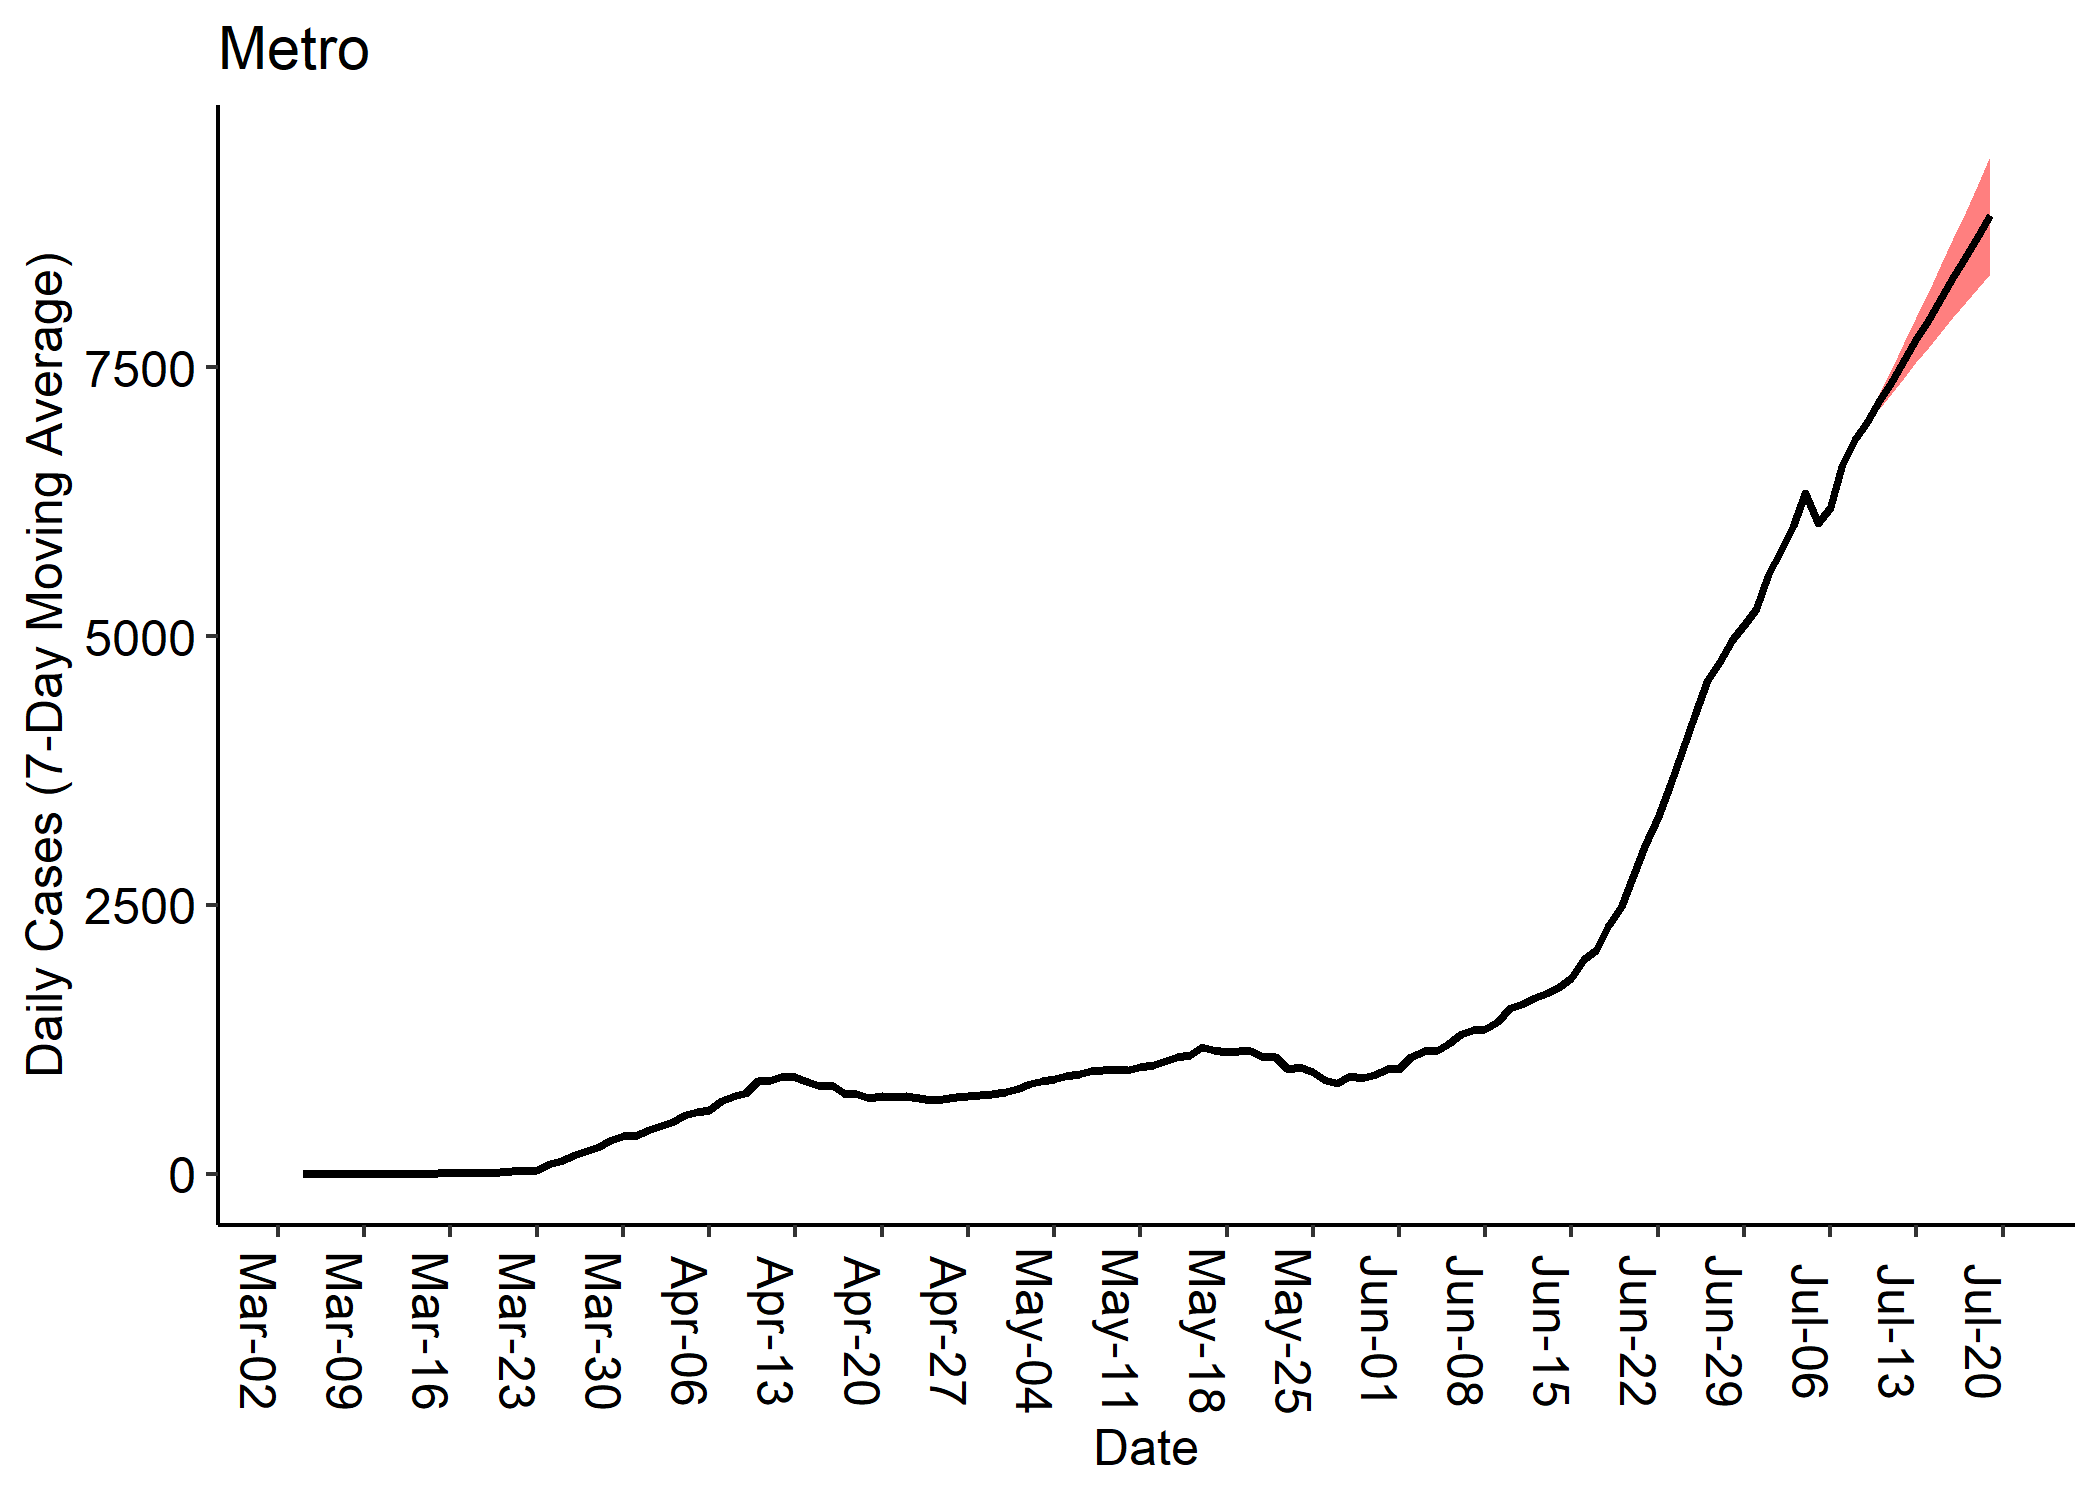 Metro
Daily Cases (7-Day Moving Average)
7500
5000
2500
0
Mar-02
Mar-09
Mar-16
Mar-23
Mar-30
Apr-06
Apr-13
Apr-20
Apr-27
May-04
May-11
May-18
May-25
Jun-01
Jun-08
Jun-15
Jun-22
Jun-29
Jul-06
Jul-13
Jul-20
Date